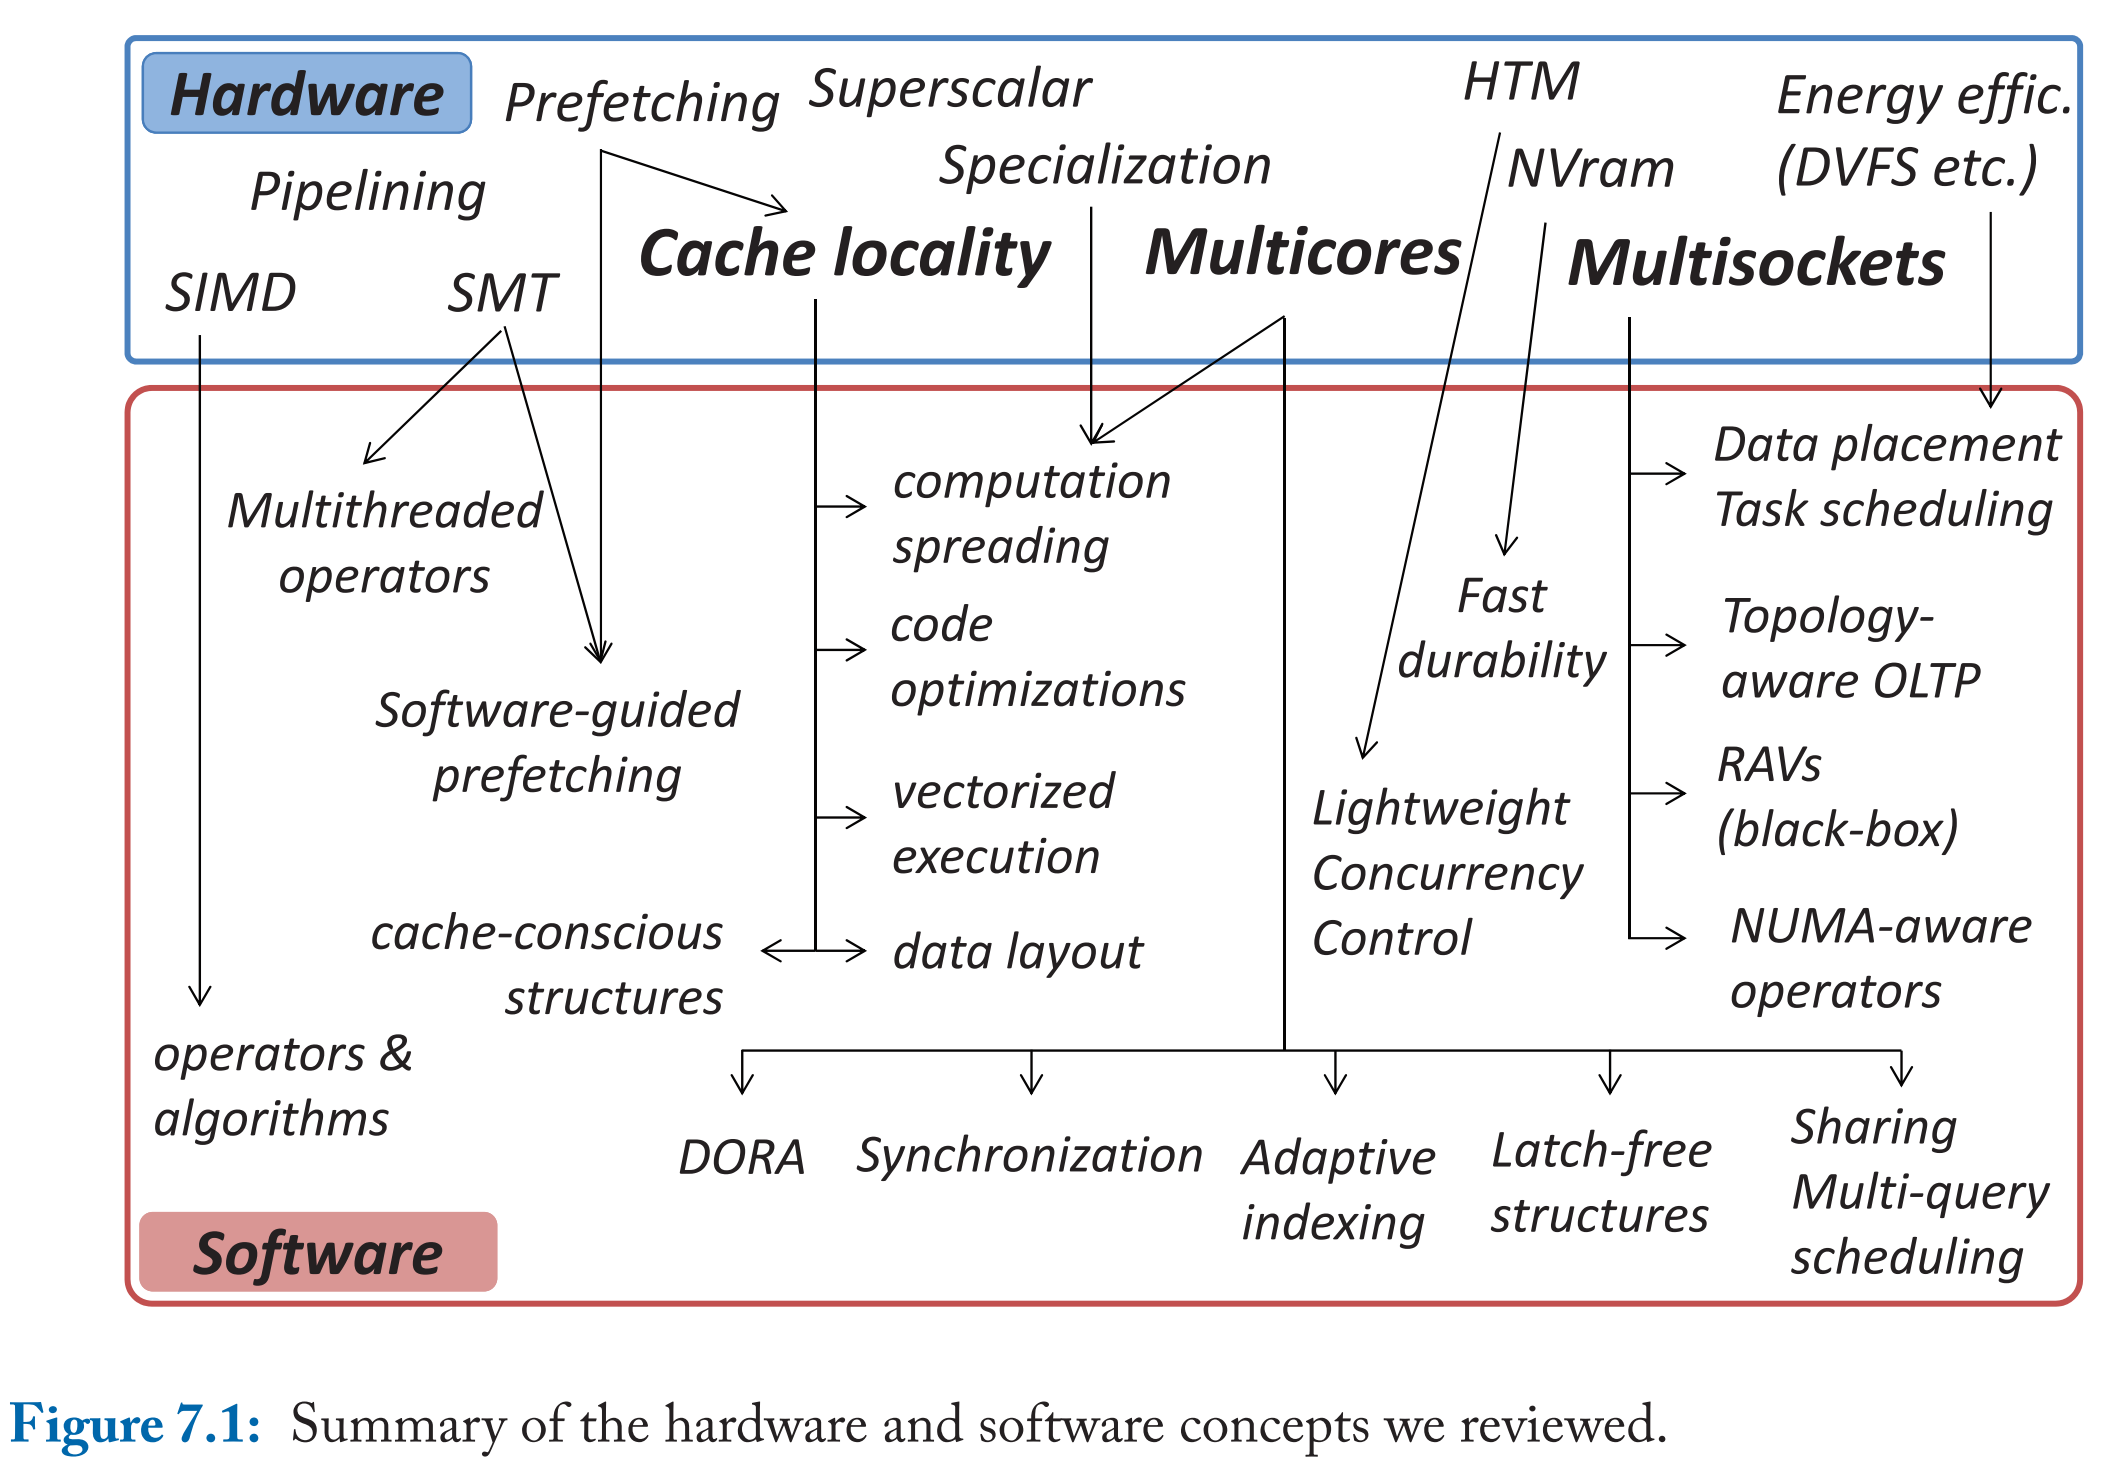 Hardware
Prefetching
Superscalar
HTM
Energy effic.
(DVFS etc.)
Pipelining
Specialization
NVram
SIMD
SMT
Cache locality
Multicores
Multisockets
Multithreaded
operators
computation
spreading
Data placement
Task scheduling
code
optimizations
Fast
durability
Topology-
aware OLTP
Software-guided
prefetching
vectorized
execution
Lightweight
Concurrency
Control
RAVs
(black-box)
cache-conscious
structures
data layout
NUMA-aware
operators
operators &
algorithms
DORA
Synchronization
Adaptive
indexing
Latch-free
structures
Sharing
Multi-query
scheduling
Software
Figure 7.1: Summary of the hardware and software concepts we reviewed.